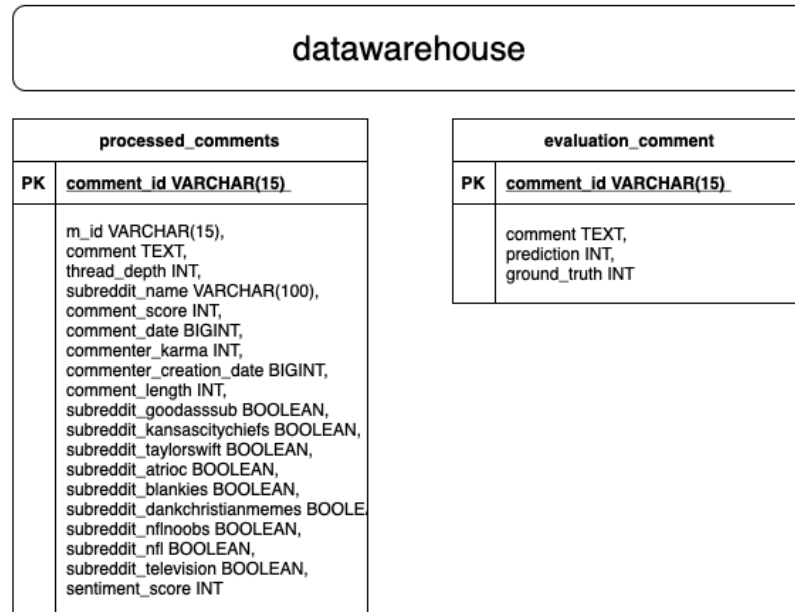 datawarehouse
processed_comments
PK comment_id VARCHAR(15)
m_id VARCHAR(15),
comment TEXT,
thread_depth INT,
subreddit_name VARCHAR(100),
comment_score INT,
comment_date BIGINT,
commenter_karma INT,
commenter_creation_date BIGINT,
comment_length INT,
subreddit_goodasssub BOOLEAN,
subreddit_kansascitychiefs BOOLEAN,
subreddit_taylorswift BOOLEAN,
subreddit_atrioc BOOLEAN,
subreddit_blankies BOOLEAN,
subreddit_dankchristianmemes BOOLE
subreddit_nflnoobs BOOLEAN,
subreddit_nfl BOOLEAN,
subreddit_television BOOLEAN,
sentiment_score INT
evaluation_comment
PK comment_id VARCHAR(15)
comment TEXT,
prediction INT,
ground_truth INT